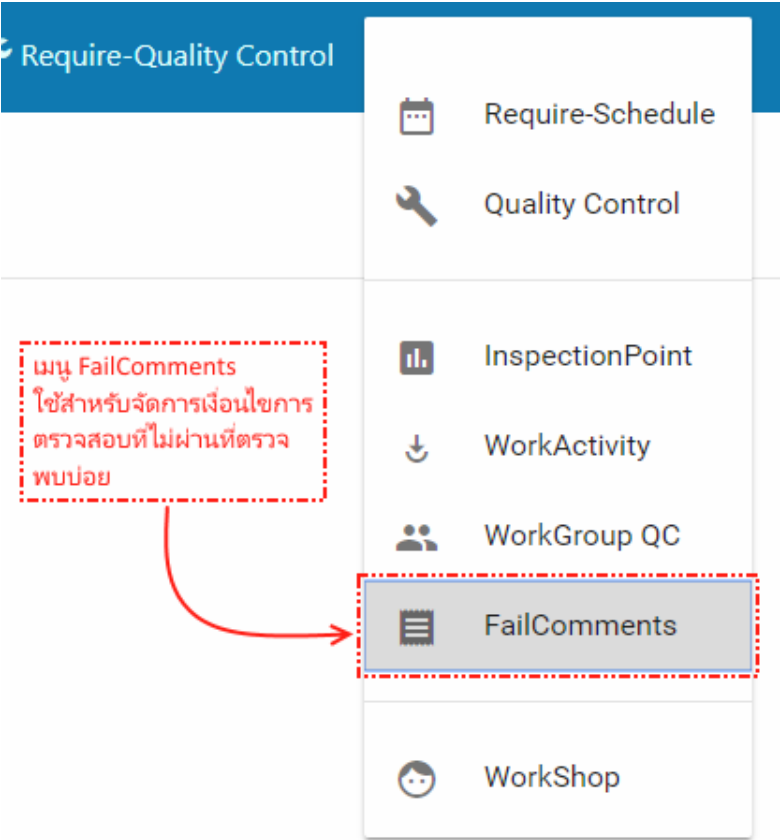 Require-Quality Control
Require-Schedule
Quality Control
InspectionPoint
WorkActivity
WorkGroup QC
FailComments
WorkShop
เมนู FailComments
ใช้สำหรับจัดการเงื่อนไขการ
ตรวจสอบที่ไม่ผ่านที่ตรวจ
พบบ่อย